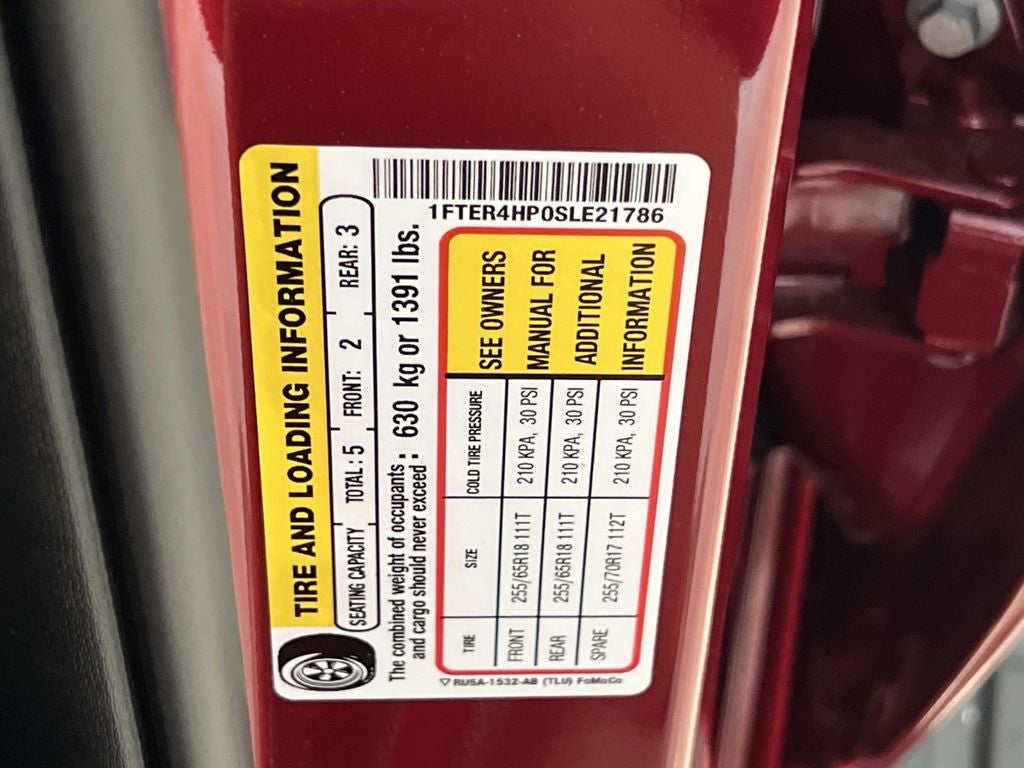 TIRE AND LOADING INFORMATION
SEATING CAPACITY TOTAL: 5 FRONT: 2 REAR: 3
The combined weight of occupants
and cargo should never exceed : 630 kg or 1391 lbs.
TIRE SIZE COLD TIRE PRESSURE
FRONT 255/65R18 111T 210 KPA, 30 PSI
REAR 255/65R18 111T 210 KPA, 30 PSI
SPARE 255/70R17 112T 210 KPA, 30 PSI
SEE OWNERS
MANUAL FOR
ADDITIONAL
INFORMATION
RU5A-1532-AB (TLU) FoMoCo
1FTER4HP0SLE21786